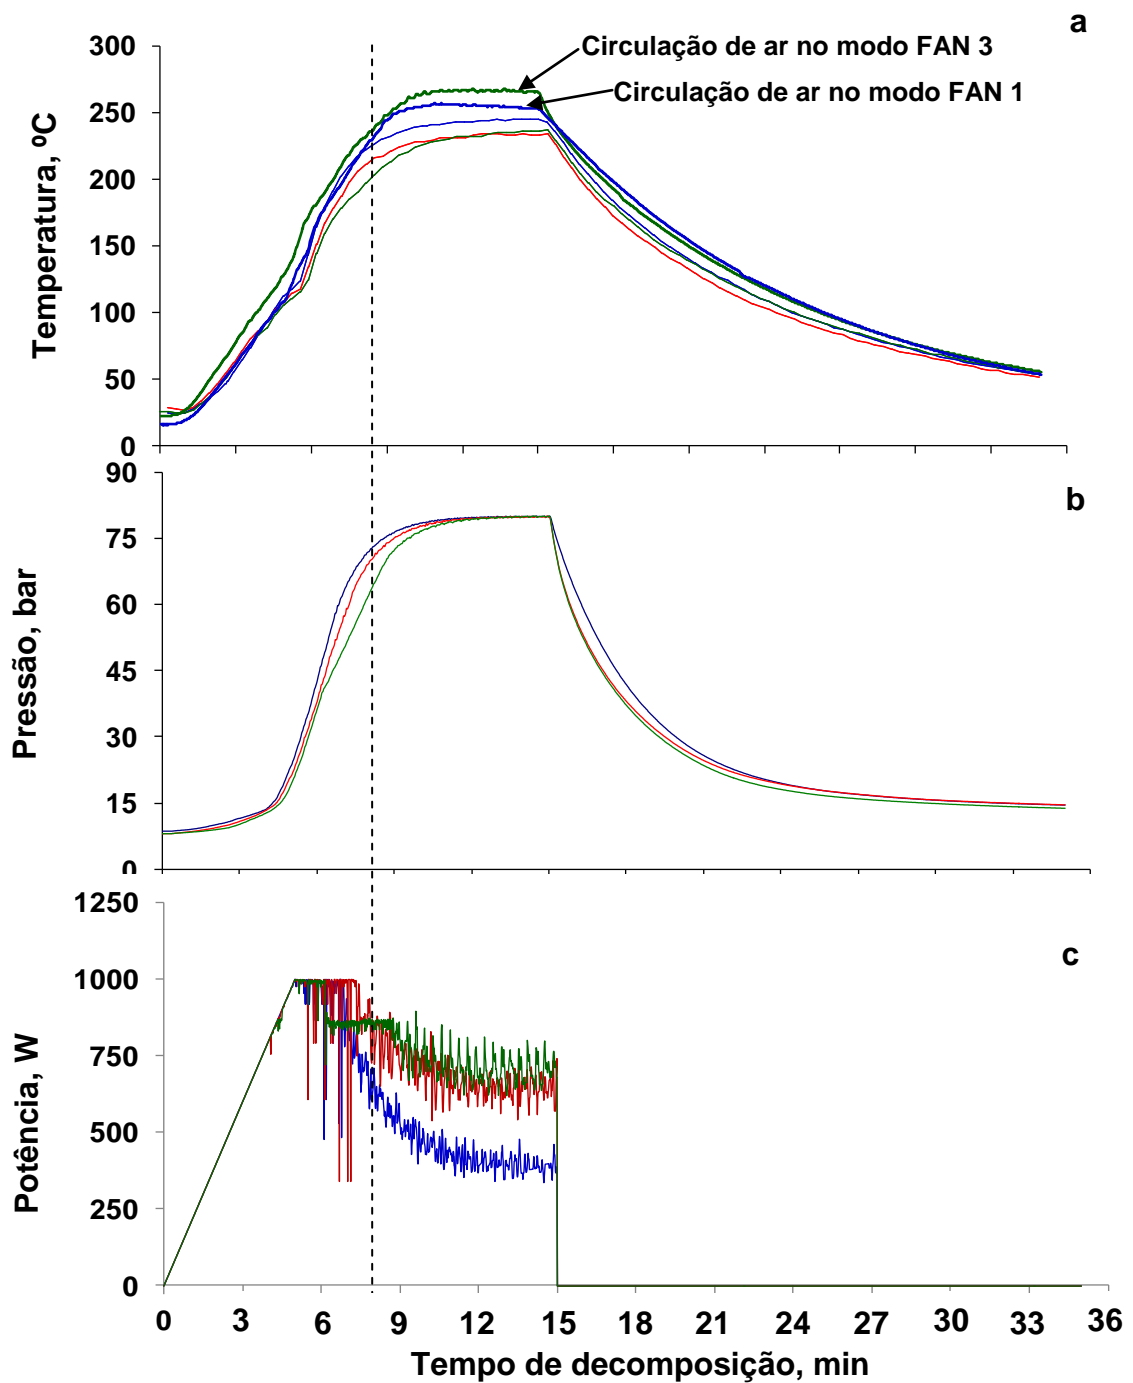 a
300
Circulação de ar no modo FAN 3
250
Circulação de ar no modo FAN 1
200
150
100
50
0
Temperatura, ºC
90
b
75
60
45
30
15
0
Pressão, bar
1250
c
1000
750
500
250
0
Potência, W
0 3 6 9 12 15 18 21 24 27 30 33 36
Tempo de decomposição, min